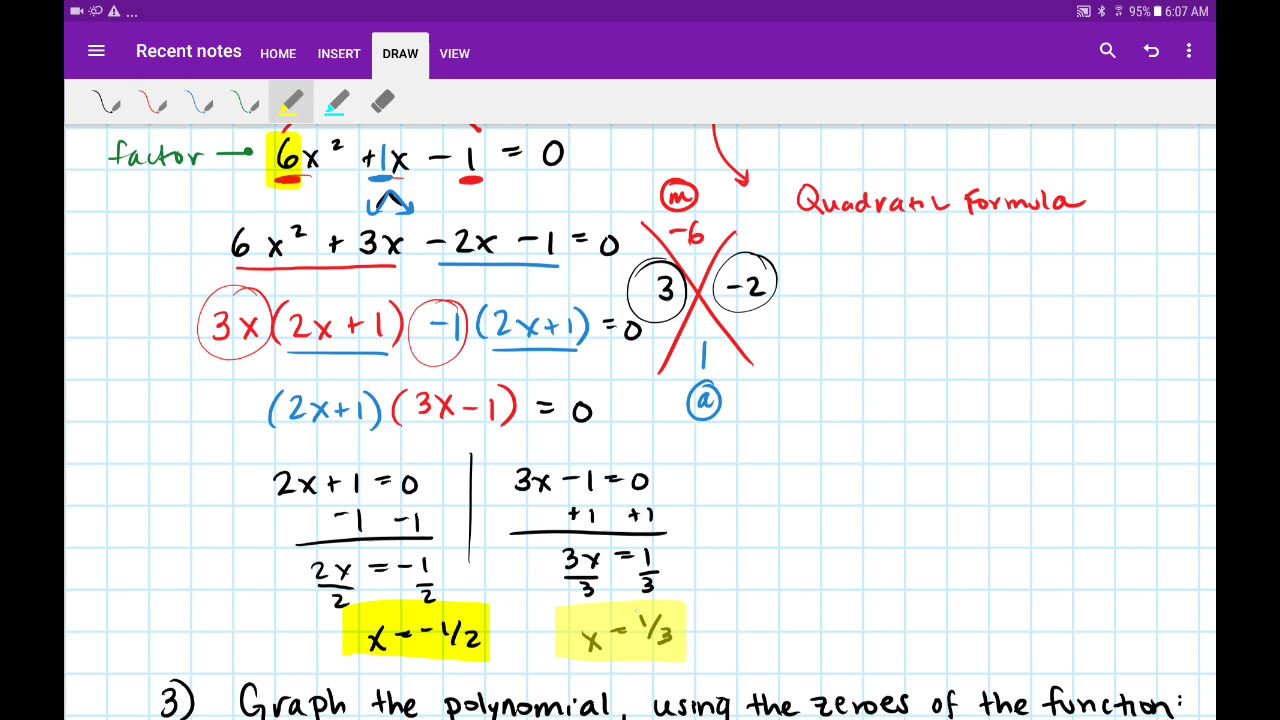 ... 95% 6:07 AM
Recent notes HOME INSERT DRAW VIEW
factor → 6x² +1x - 1 = 0
m
Quadratic Formula
-6
6x² + 3x - 2x - 1 = 0
3 -2
3x(2x + 1) -1(2x+1) = 0
1
a
(2x+1)(3x-1) = 0
2x + 1 = 0
-1 -1
2x/2 = -1/2
x = -1/2
3x - 1 = 0
+1 +1
3x/3 = 1/3
x = 1/3
3) Graph the polynomial, using the zeroes of the function: